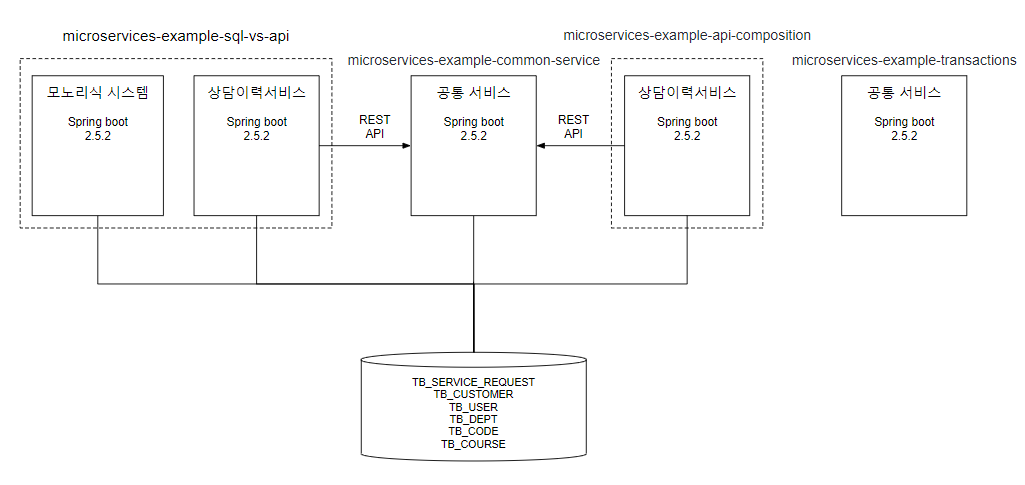 microservices-example-sql-vs-api
microservices-example-api-composition
microservices-example-common-service
microservices-example-transactions
모노리식 시스템
Spring boot
2.5.2
상담이력서비스
Spring boot
2.5.2
REST
API
공통 서비스
Spring boot
2.5.2
REST
API
상담이력서비스
Spring boot
2.5.2
공통 서비스
Spring boot
2.5.2
TB_SERVICE_REQUEST
TB_CUSTOMER
TB_USER
TB_DEPT
TB_CODE
TB_COURSE